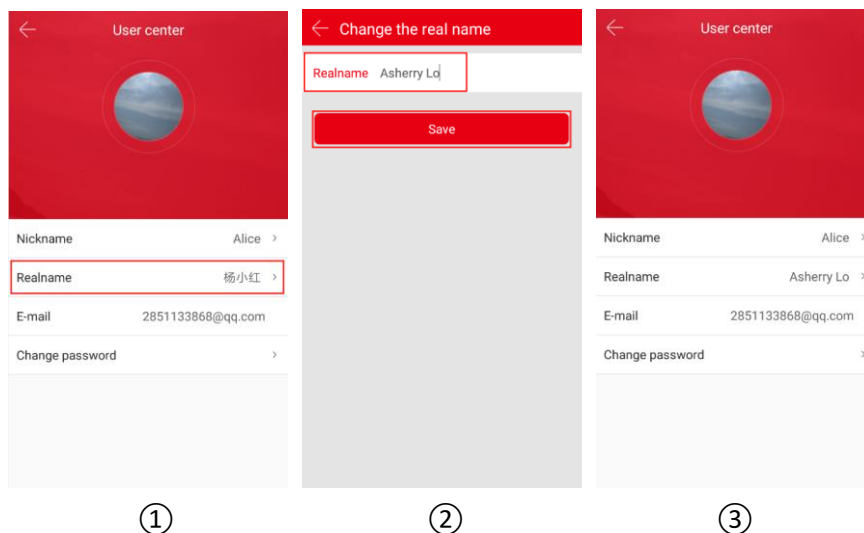 User center
Nickname Alice
Realname 杨小红
E-mail 2851133868@qq.com
Change password
①
Change the real name
Realname Asherry Lo
Save
②
User center
Nickname Alice
Realname Asherry Lo
E-mail 2851133868@qq.com
Change password
③